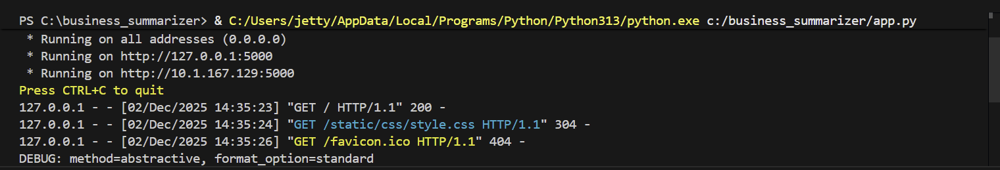 PS C:\business_summarizer> & C:/Users/jetty/AppData/Local/Programs/Python/Python313/python.exe c:/business_summarizer/app.py
 * Running on all addresses (0.0.0.0)
 * Running on http://127.0.0.1:5000
 * Running on http://10.1.167.129:5000
Press CTRL+C to quit
127.0.0.1 - - [02/Dec/2025 14:35:23] "GET / HTTP/1.1" 200 -
127.0.0.1 - - [02/Dec/2025 14:35:24] "GET /static/css/style.css HTTP/1.1" 304 -
127.0.0.1 - - [02/Dec/2025 14:35:26] "GET /favicon.ico HTTP/1.1" 404 -
DEBUG: method=abstractive, format_option=standard